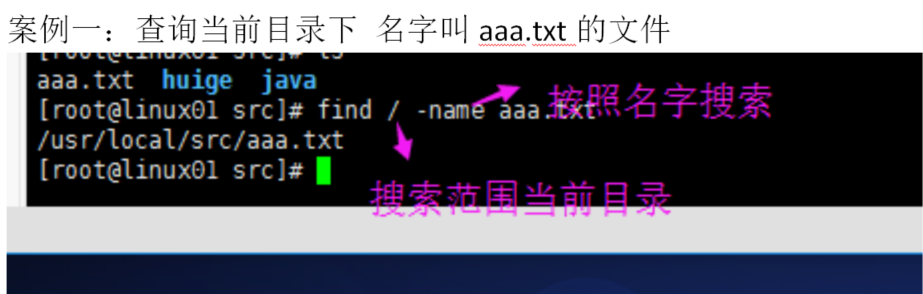 案例一：查询当前目录下 名字叫 aaa.txt 的文件
[root@linux01 src]# ls
aaa.txt huige java
[root@linux01 src]# find / -name aaa.txt
按照名字搜索
/usr/local/src/aaa.txt
[root@linux01 src]#
搜索范围当前目录